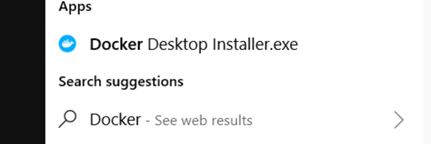 Apps
Docker Desktop Installer.exe
Search suggestions
Docker - See web results